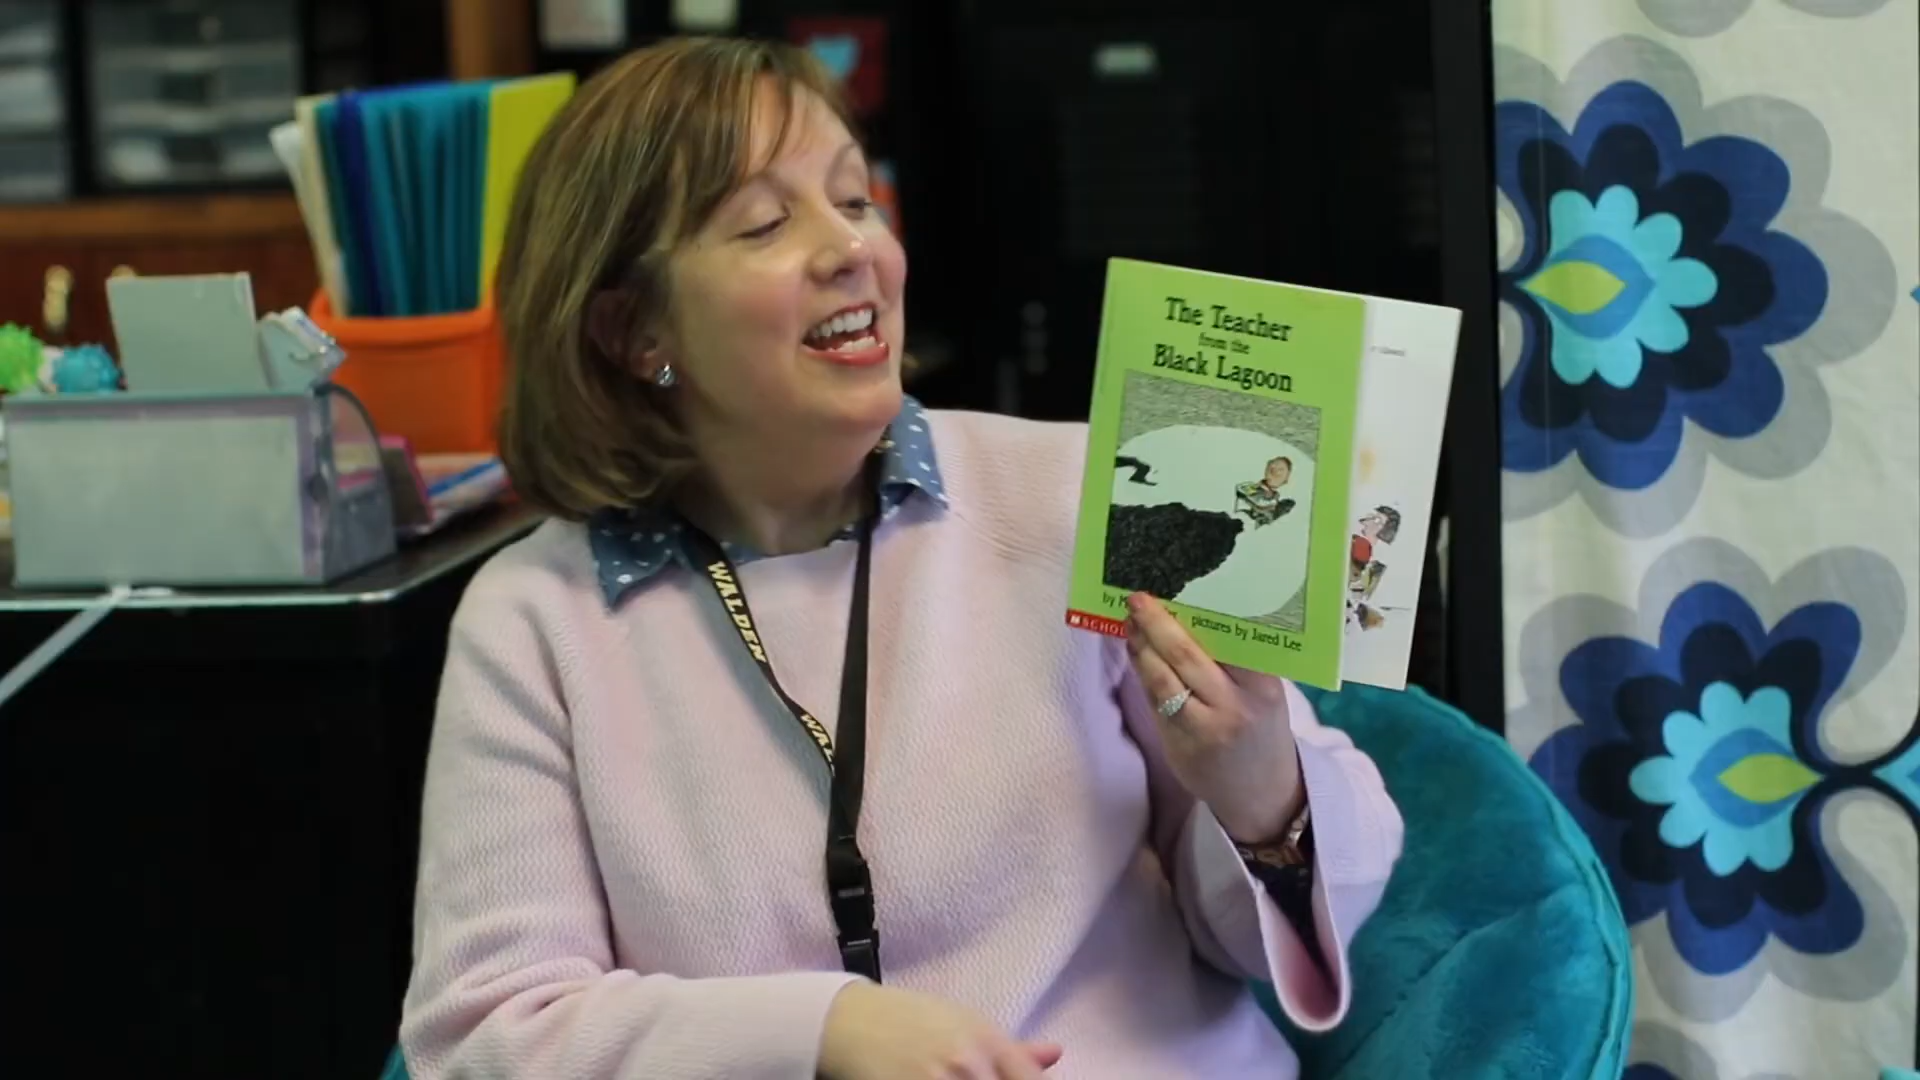 The Teacher
from the
Black Lagoon
by
pictures by Jared Lee
WALDEN